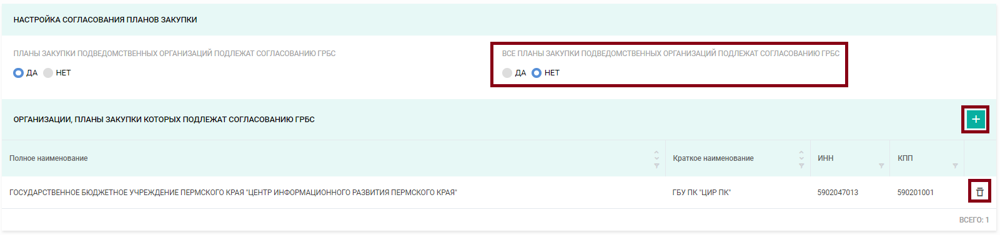 НАСТРОЙКА СОГЛАСОВАНИЯ ПЛАНОВ ЗАКУПКИ
ПЛАНЫ ЗАКУПКИ ПОДВЕДОМСТВЕННЫХ ОРГАНИЗАЦИЙ ПОДЛЕЖАТ СОГЛАСОВАНИЮ ГРБС
ДА НЕТ
ВСЕ ПЛАНЫ ЗАКУПКИ ПОДВЕДОМСТВЕННЫХ ОРГАНИЗАЦИЙ ПОДЛЕЖАТ СОГЛАСОВАНИЮ ГРБС
ДА НЕТ
ОРГАНИЗАЦИИ, ПЛАНЫ ЗАКУПКИ КОТОРЫХ ПОДЛЕЖАТ СОГЛАСОВАНИЮ ГРБС
Полное наименование Краткое наименование ИНН КПП
ГОСУДАРСТВЕННОЕ БЮДЖЕТНОЕ УЧРЕЖДЕНИЕ ПЕРМСКОГО КРАЯ "ЦЕНТР ИНФОРМАЦИОННОГО РАЗВИТИЯ ПЕРМСКОГО КРАЯ" ГБУ ПК "ЦИР ПК" 5902047013 590201001
ВСЕГО: 1